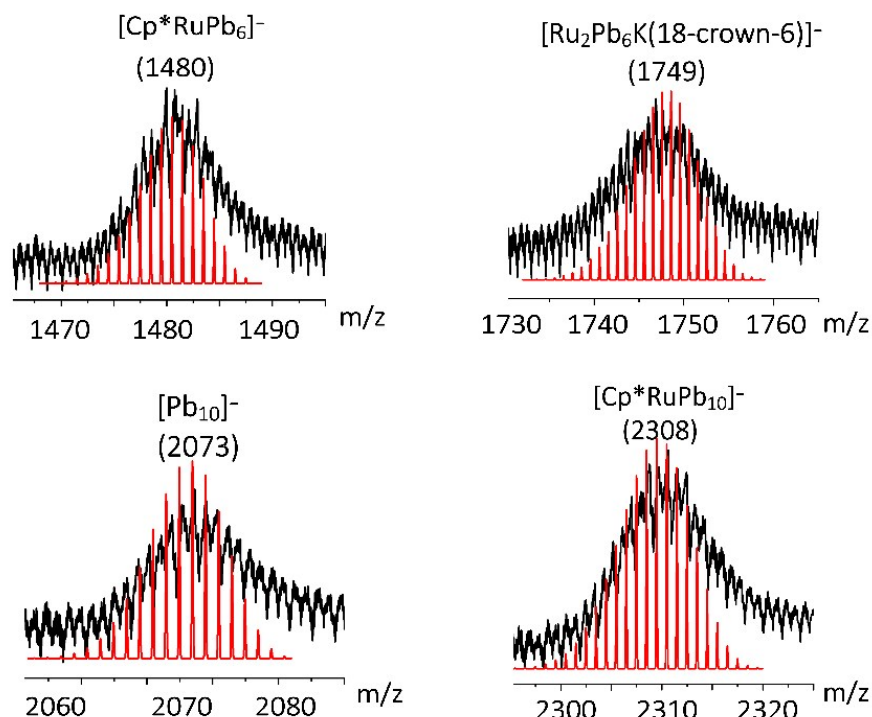 [Cp*RuPb₆]⁻
(1480)
1470 1480 1490 m/z
[Ru₂Pb₆K(18-crown-6)]⁻
(1749)
1730 1740 1750 1760 m/z
[Pb₁₀]⁻
(2073)
2060 2070 2080 m/z
[Cp*RuPb₁₀]⁻
(2308)
2300 2310 2320 m/z